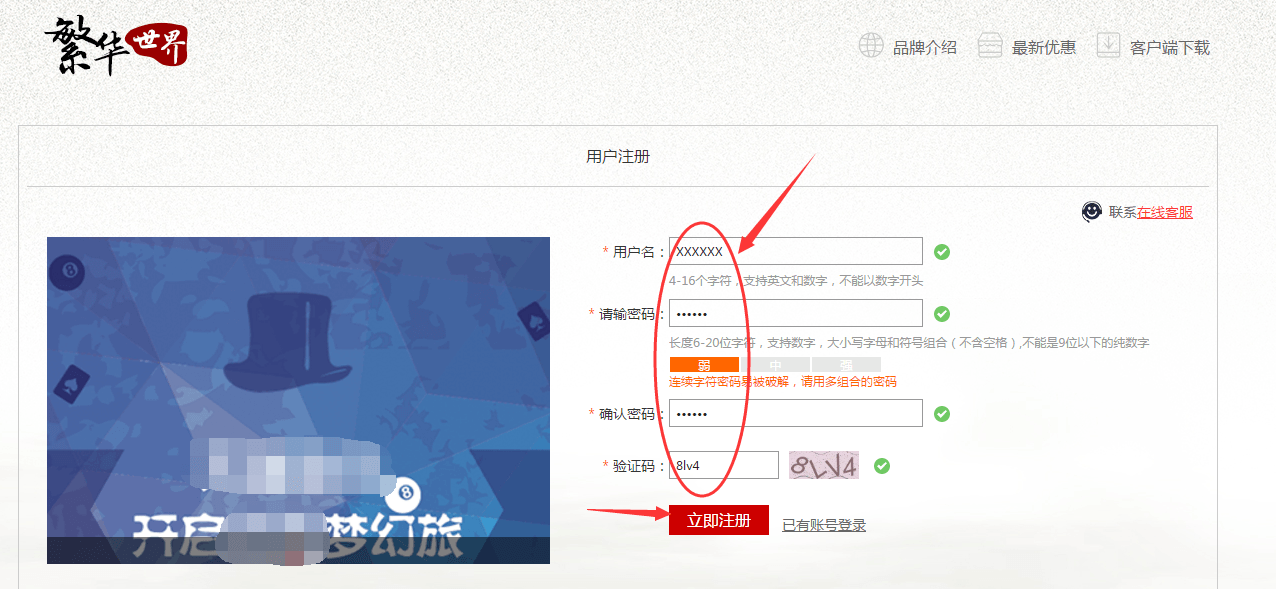 繁华世界
品牌介绍 最新优惠 客户端下载
用户注册
联系在线客服
* 用户名： XXXXXX
4-16个字符，支持英文和数字，不能以数字开头
* 请输密码： ••••••
长度6-20位字符，支持数字，大小写字母和符号组合（不含空格）,不能是9位以下的纯数字
弱 中 强
连续字符密码易被破解，请用多组合的密码
* 确认密码： ••••••
* 验证码： 8lv4 8LV4
立即注册 已有账号登录
8
8
开启 梦幻旅